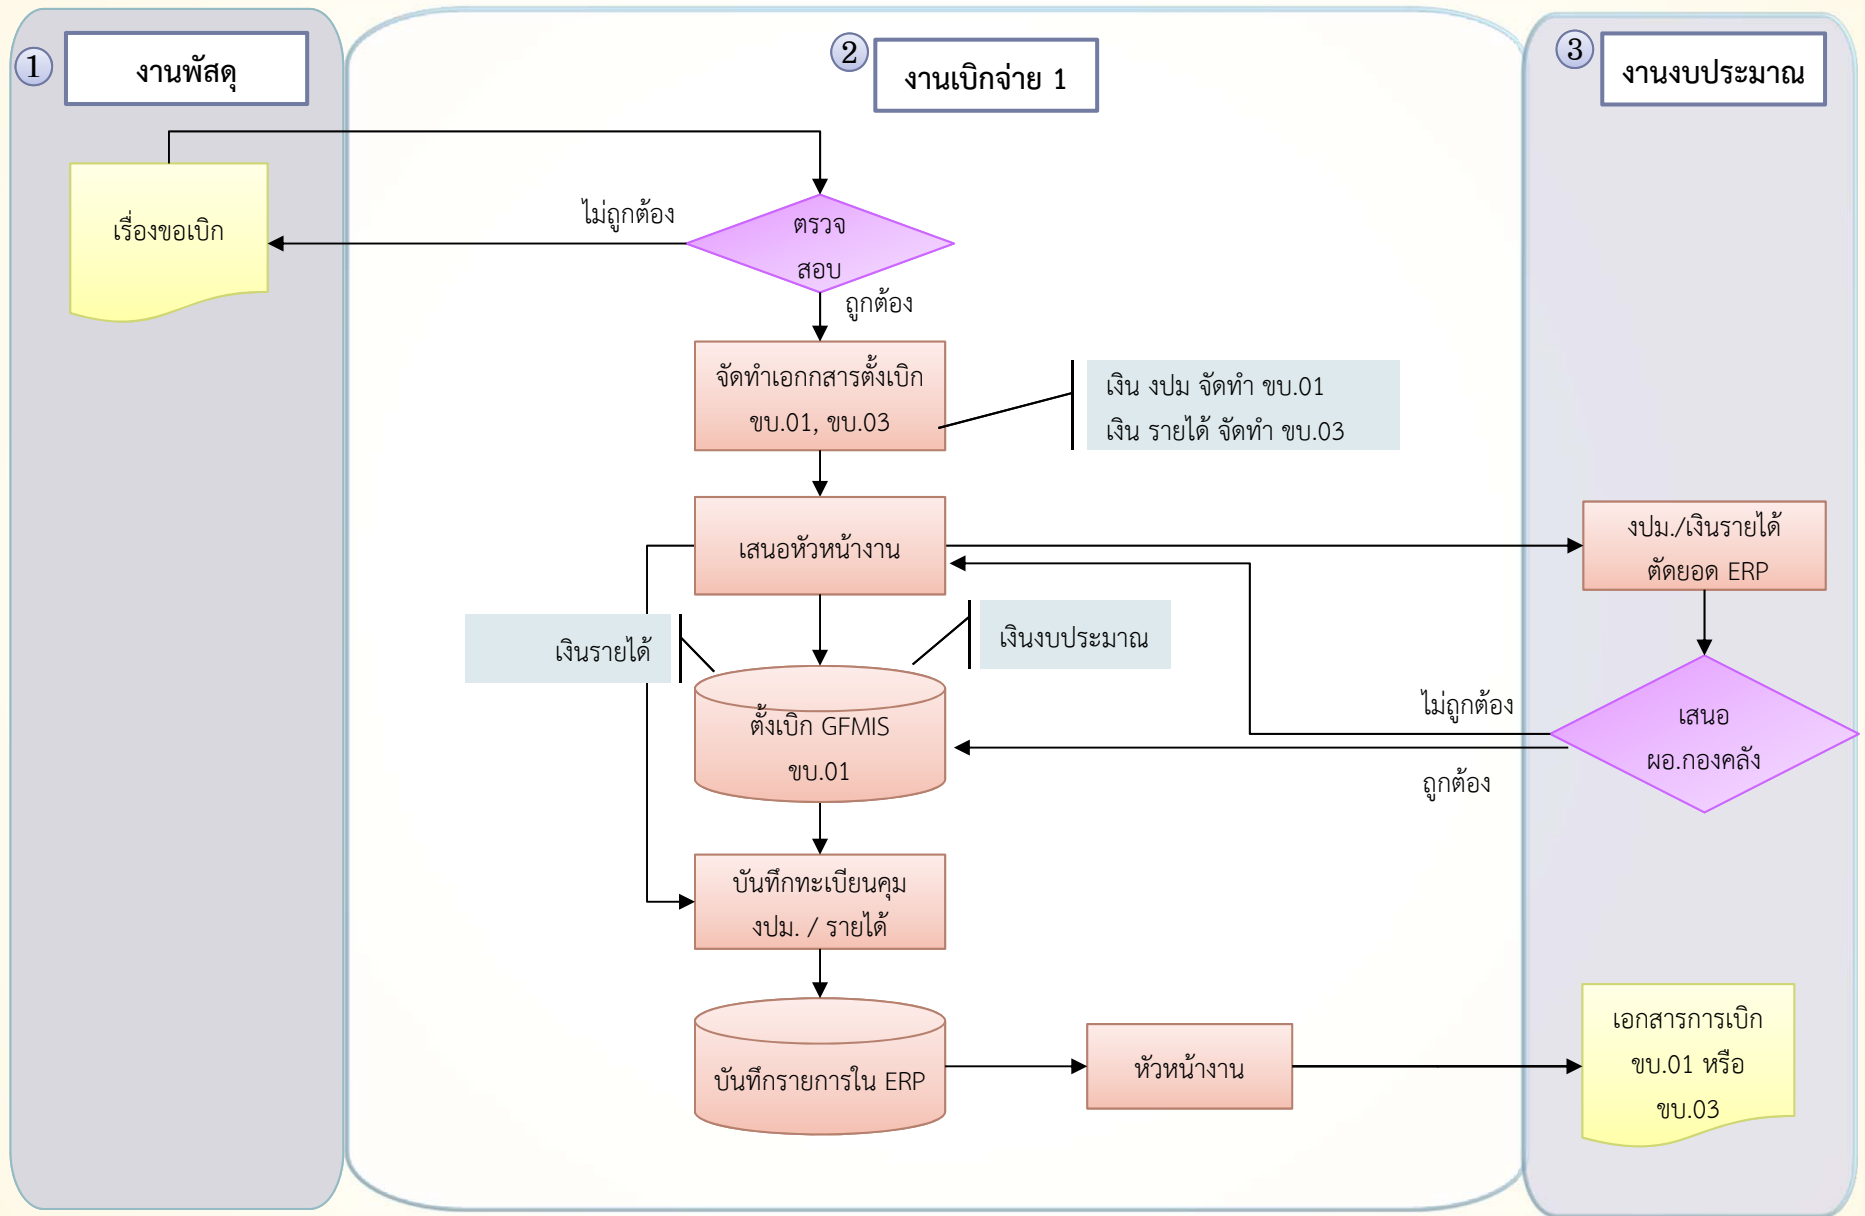 1
งานพัสดุ
2
งานเบิกจ่าย 1
3
งานงบประมาณ
เรื่องขอเบิก
ไม่ถูกต้อง
ตรวจ
สอบ
ถูกต้อง
จัดทำเอกกสารตั้งเบิก
ขบ.01, ขบ.03
เงิน งปม จัดทำ ขบ.01
เงิน รายได้ จัดทำ ขบ.03
เสนอหัวหน้างาน
งปม./เงินรายได้
ตัดยอด ERP
เงินรายได้
เงินงบประมาณ
ตั้งเบิก GFMIS
ขบ.01
ไม่ถูกต้อง
เสนอ
ผอ.กองคลัง
ถูกต้อง
บันทึกทะเบียนคุม
งปม. / รายได้
บันทึกรายการใน ERP
หัวหน้างาน
เอกสารการเบิก
ขบ.01 หรือ
ขบ.03